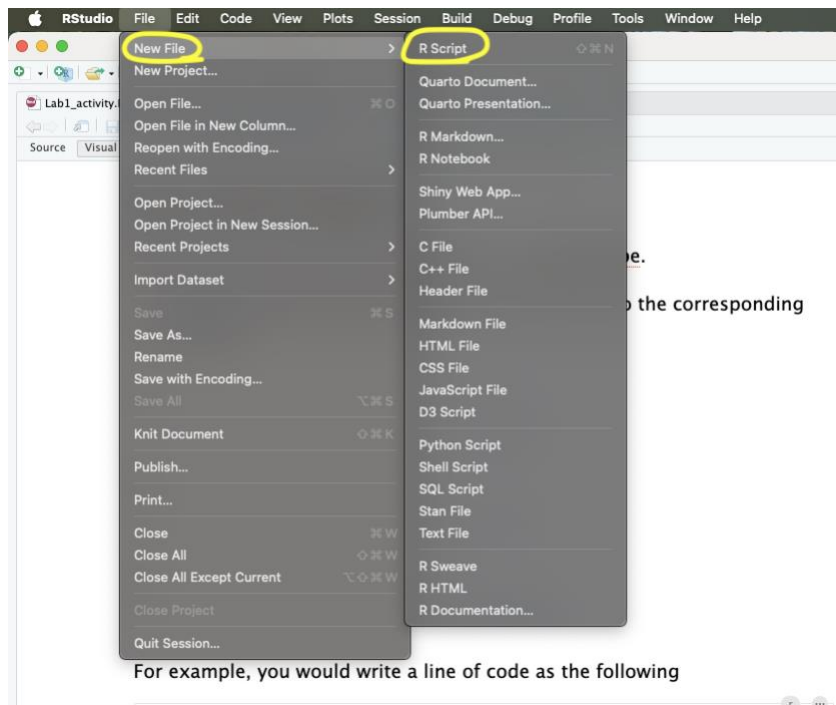 RStudio File Edit Code View Plots Session Build Debug Profile Tools Window Help
New File >
New Project...
Lab1_activity.
Open File... ⌘ O
Open File in New Column...
Source Visual
Reopen with Encoding...
Recent Files >
Open Project...
Open Project in New Session...
Recent Projects >
Import Dataset >
Save ⌘ S
Save As...
Rename
Save with Encoding...
Save All ⌥⌘ S
Knit Document ⇧⌘ K
Publish...
Print...
Close ⌘ W
Close All ⇧⌘ W
Close All Except Current ⌥⇧⌘ W
Close Project
Quit Session...
R Script ⇧⌘ N
Quarto Document...
Quarto Presentation...
R Markdown...
R Notebook
Shiny Web App...
Plumber API...
C File
C++ File
Header File
Markdown File
HTML File
CSS File
JavaScript File
D3 Script
Python Script
Shell Script
SQL Script
Stan File
Text File
R Sweave
R HTML
R Documentation...
the corresponding
For example, you would write a line of code as the following